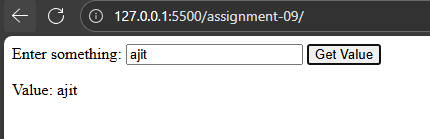 127.0.0.1:5500/assignment-09/
Enter something: ajit Get Value
Value: ajit